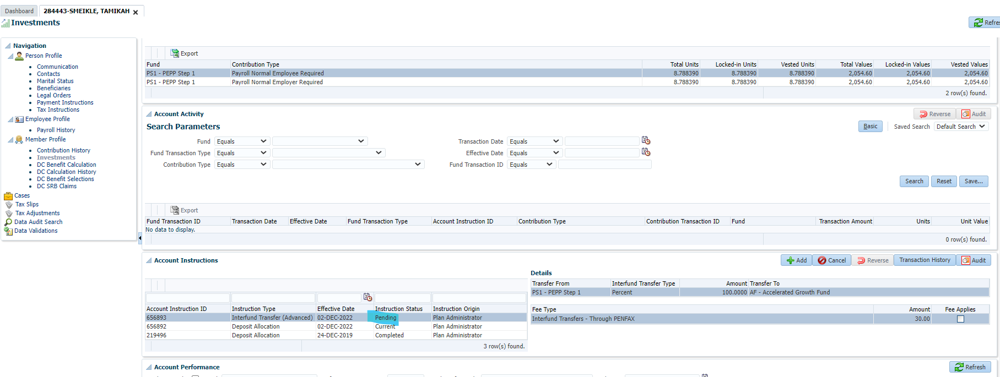 Dashboard 284443-SMEIKLE, TAMIKAH
Investments
Refre
Navigation
Person Profile
Communication
Contacts
Marital Status
Beneficiaries
Legal Orders
Payment Instructions
Tax Instructions
Employee Profile
Payroll History
Member Profile
Contribution History
Investments
DC Benefit Calculation
DC Calculation History
DC Benefit Selections
DC SRB Claims
Cases
Tax Slips
Tax Adjustments
Data Audit Search
Data Validations
Export
Fund Contribution Type Total Units Locked-in Units Vested Units Total Values Locked-in Values Vested Values
PS1 - PEPP Step 1 Payroll Normal Employee Required 8.788390 8.788390 8.788390 2,054.60 2,054.60 2,054.60
PS1 - PEPP Step 1 Payroll Normal Employer Required 8.788390 8.788390 8.788390 2,054.60 2,054.60 2,054.60
2 row(s) found.
Account Activity Reverse Audit
Search Parameters Basic Saved Search Default Search
Fund Equals Transaction Date Equals
Fund Transaction Type Equals Effective Date Equals
Contribution Type Equals Fund Transaction ID Equals
Search Reset Save...
Export
Fund Transaction ID Transaction Date Effective Date Fund Transaction Type Account Instruction ID Contribution Type Contribution Transaction ID Fund Transaction Amount Units Unit Value
No data to display.
0 row(s) found.
Account Instructions Add Cancel Reverse Transaction History Audit
Account Instruction ID Instruction Type Effective Date Instruction Status Instruction Origin
656893 Interfund Transfer (Advanced) 02-DEC-2022 Pending Plan Administrator
656892 Deposit Allocation 02-DEC-2022 Current Plan Administrator
219496 Deposit Allocation 24-DEC-2019 Completed Plan Administrator
3 row(s) found.
Details
Transfer From Interfund Transfer Type Amount Transfer To
PS1 - PEPP Step 1 Percent 100.0000 AF - Accelerated Growth Fund
Fee Type Amount Fee Applies
Interfund Transfers - Through PENFAX 30.00
Account Performance Refresh